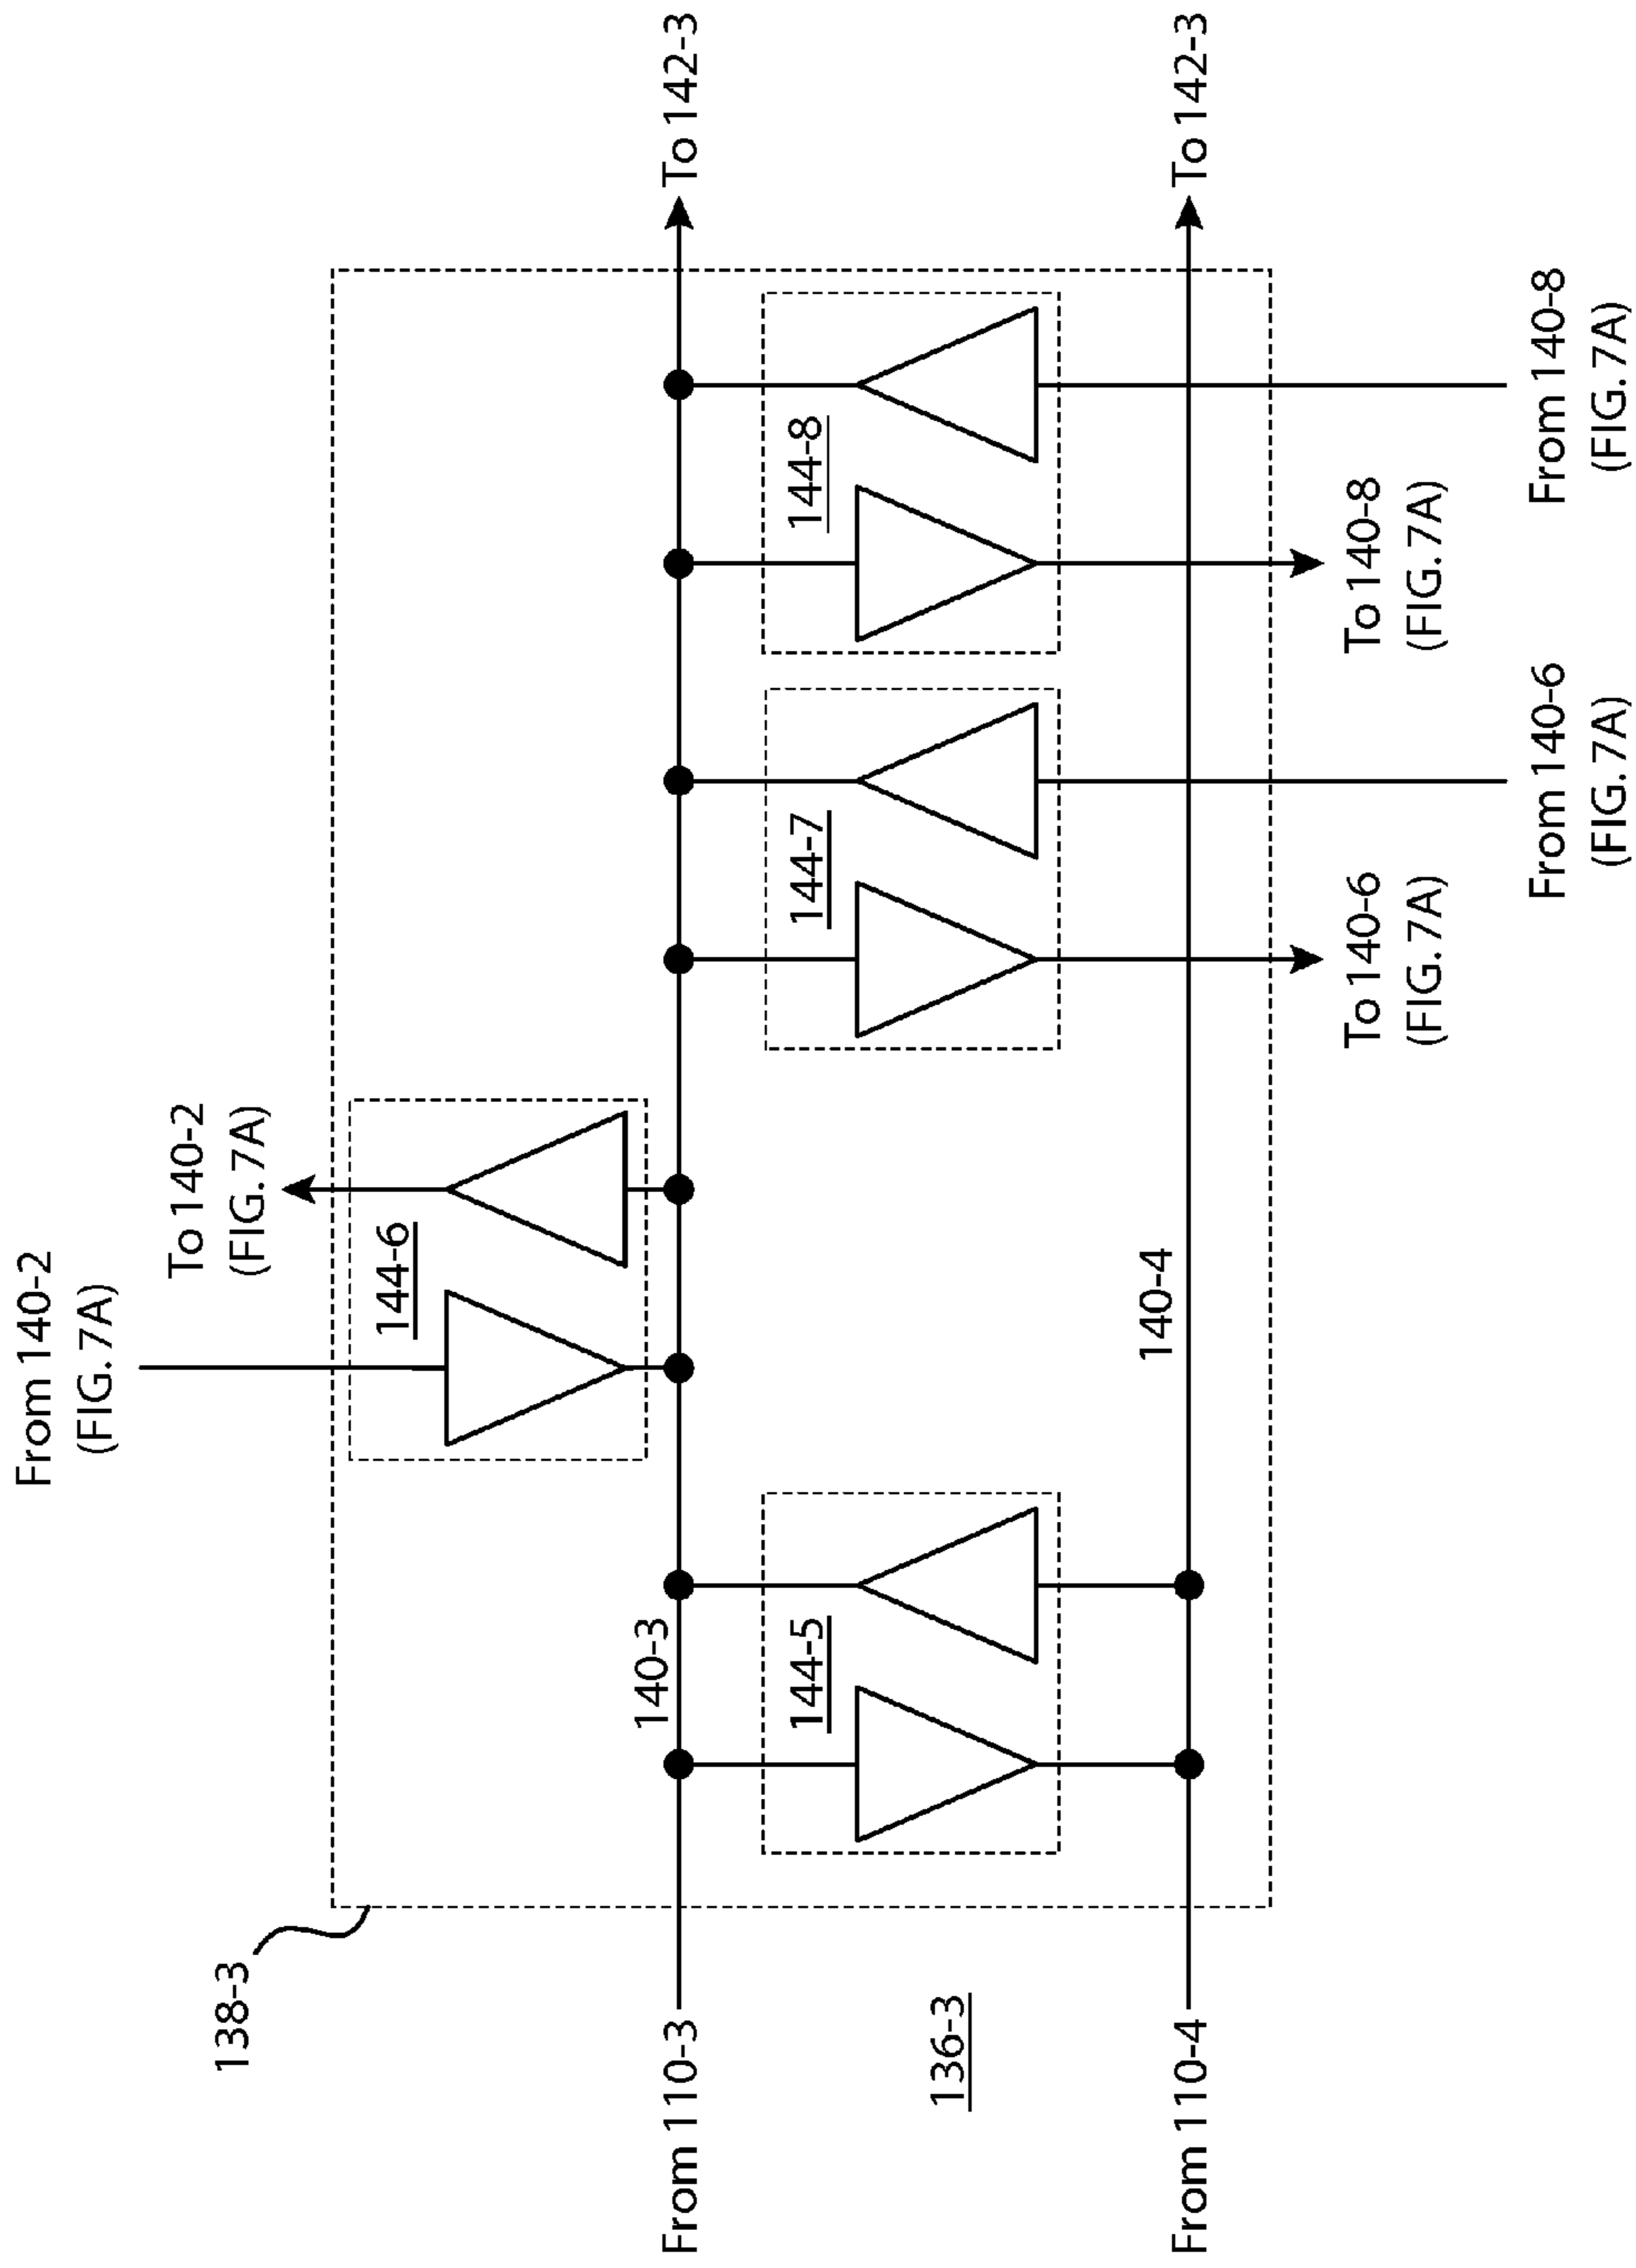 From 140-2
(FIG. 7A)
To 140-2
(FIG. 7A)
138-3
144-6
From 110-3
140-3
To 142-3
136-3
144-5
144-7
144-8
From 110-4
140-4
To 142-3
To 140-6
(FIG. 7A)
To 140-8
(FIG. 7A)
From 140-6
(FIG. 7A)
From 140-8
(FIG. 7A)